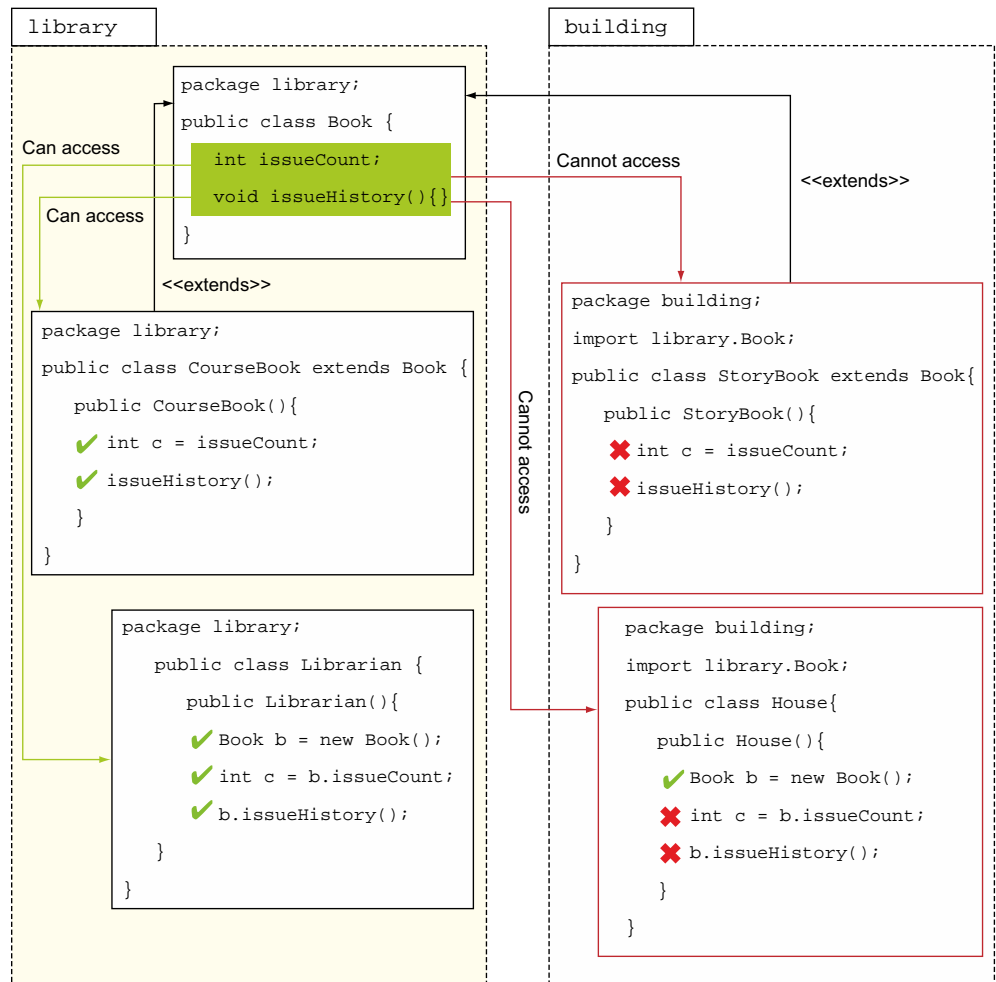 library
package library;
public class Book {
int issueCount;
void issueHistory(){}
}
Can access
Can access
<<extends>>
package library;
public class CourseBook extends Book {
public CourseBook(){
int c = issueCount;
issueHistory();
}
}
package library;
public class Librarian {
public Librarian(){
Book b = new Book();
int c = b.issueCount;
b.issueHistory();
}
}
building
Cannot access
<<extends>>
Cannot access
package building;
import library.Book;
public class StoryBook extends Book{
public StoryBook(){
int c = issueCount;
issueHistory();
}
}
package building;
import library.Book;
public class House{
public House(){
Book b = new Book();
int c = b.issueCount;
b.issueHistory();
}
}